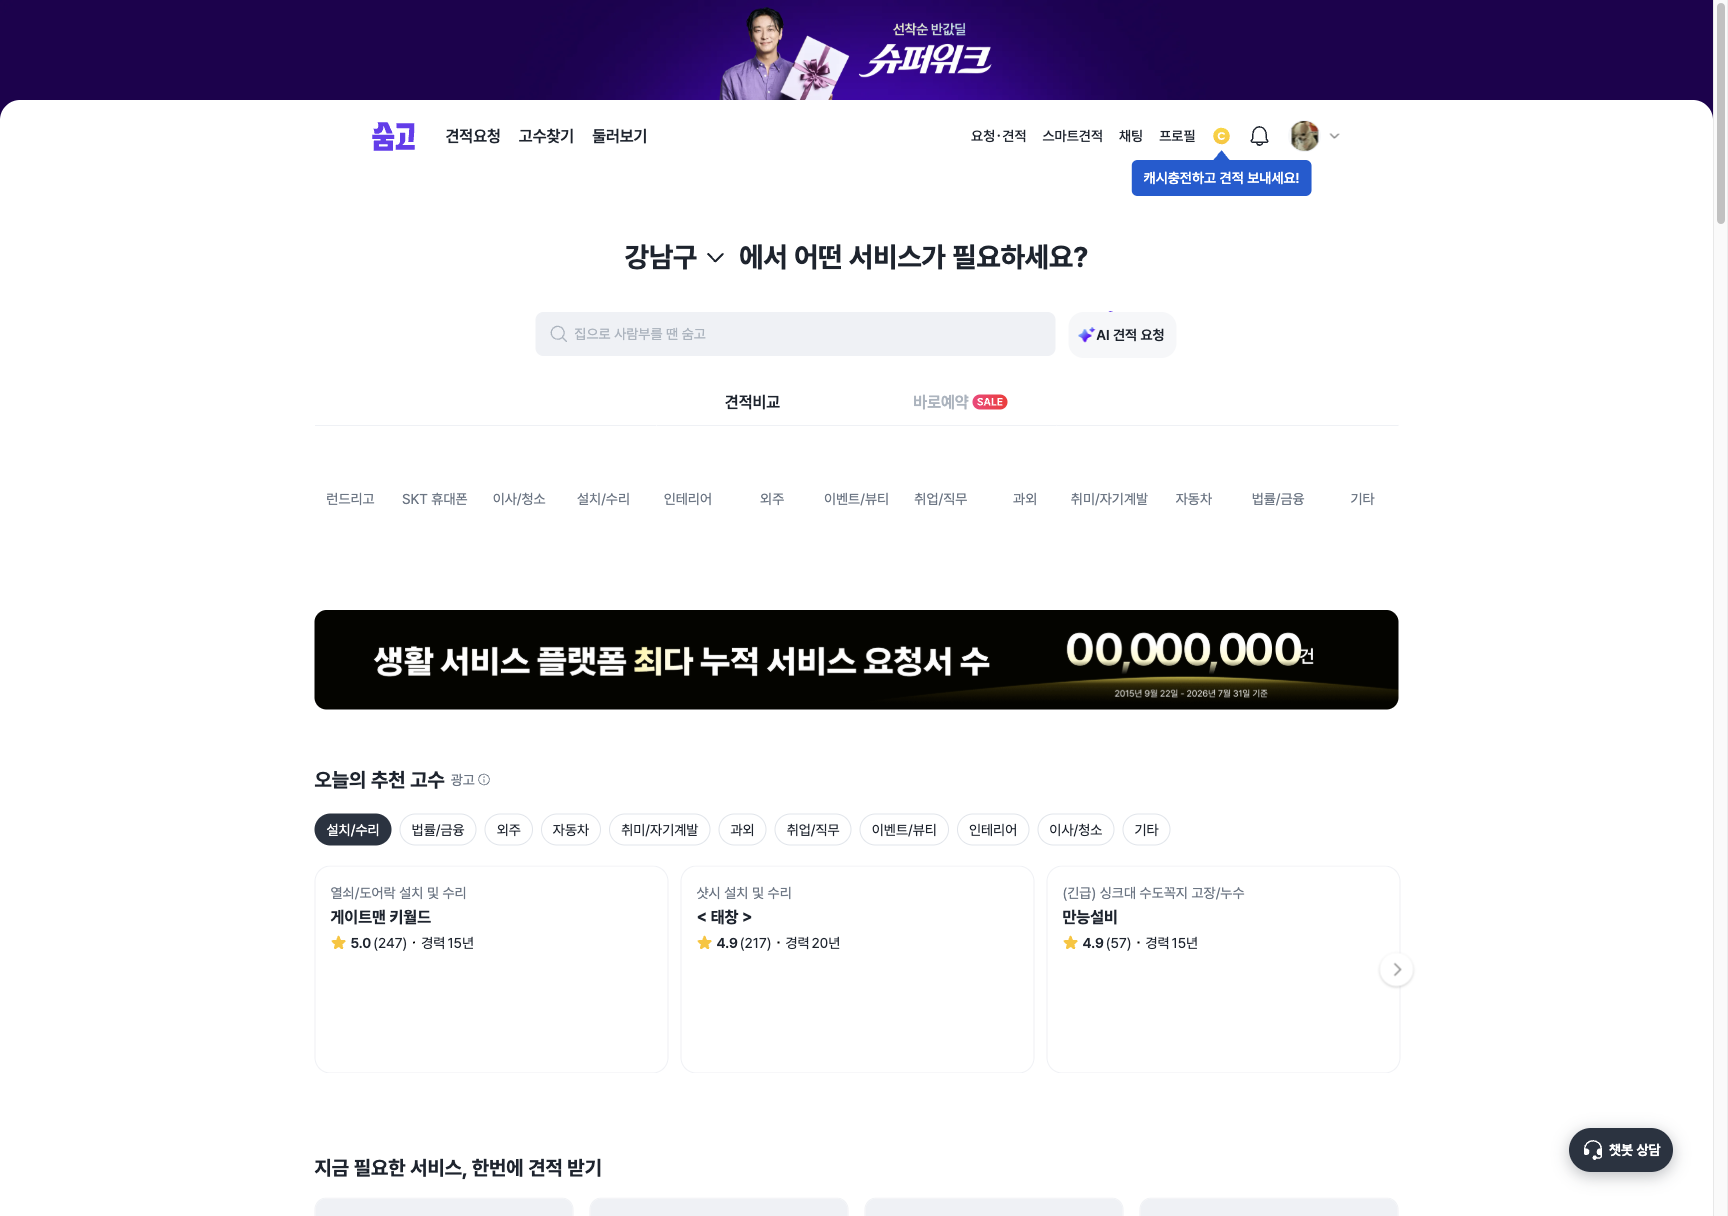 선착순 반값딜
슈퍼위크
숨고
견적요청 고수찾기 둘러보기
요청·견적 스마트견적 채팅 프로필 C
캐시충전하고 견적 보내세요!
강남구 에서 어떤 서비스가 필요하세요?
집으로 사람부를 땐 숨고
AI 견적 요청
견적비교 바로예약 SALE
런드리고 SKT 휴대폰 이사/청소 설치/수리 인테리어 외주 이벤트/뷰티 취업/직무 과외 취미/자기계발 자동차 법률/금융 기타
생활 서비스 플랫폼 최다 누적 서비스 요청서 수
00,000,000건
2015년 9월 22일 - 2026년 7월 31일 기준
오늘의 추천 고수 광고
설치/수리 법률/금융 외주 자동차 취미/자기계발 과외 취업/직무 이벤트/뷰티 인테리어 이사/청소 기타
열쇠/도어락 설치 및 수리
게이트맨 키월드
5.0 (247) · 경력 15년
샷시 설치 및 수리
< 태창 >
4.9 (217) · 경력 20년
(긴급) 싱크대 수도꼭지 고장/누수
만능설비
4.9 (57) · 경력 15년
챗봇 상담
지금 필요한 서비스, 한번에 견적 받기